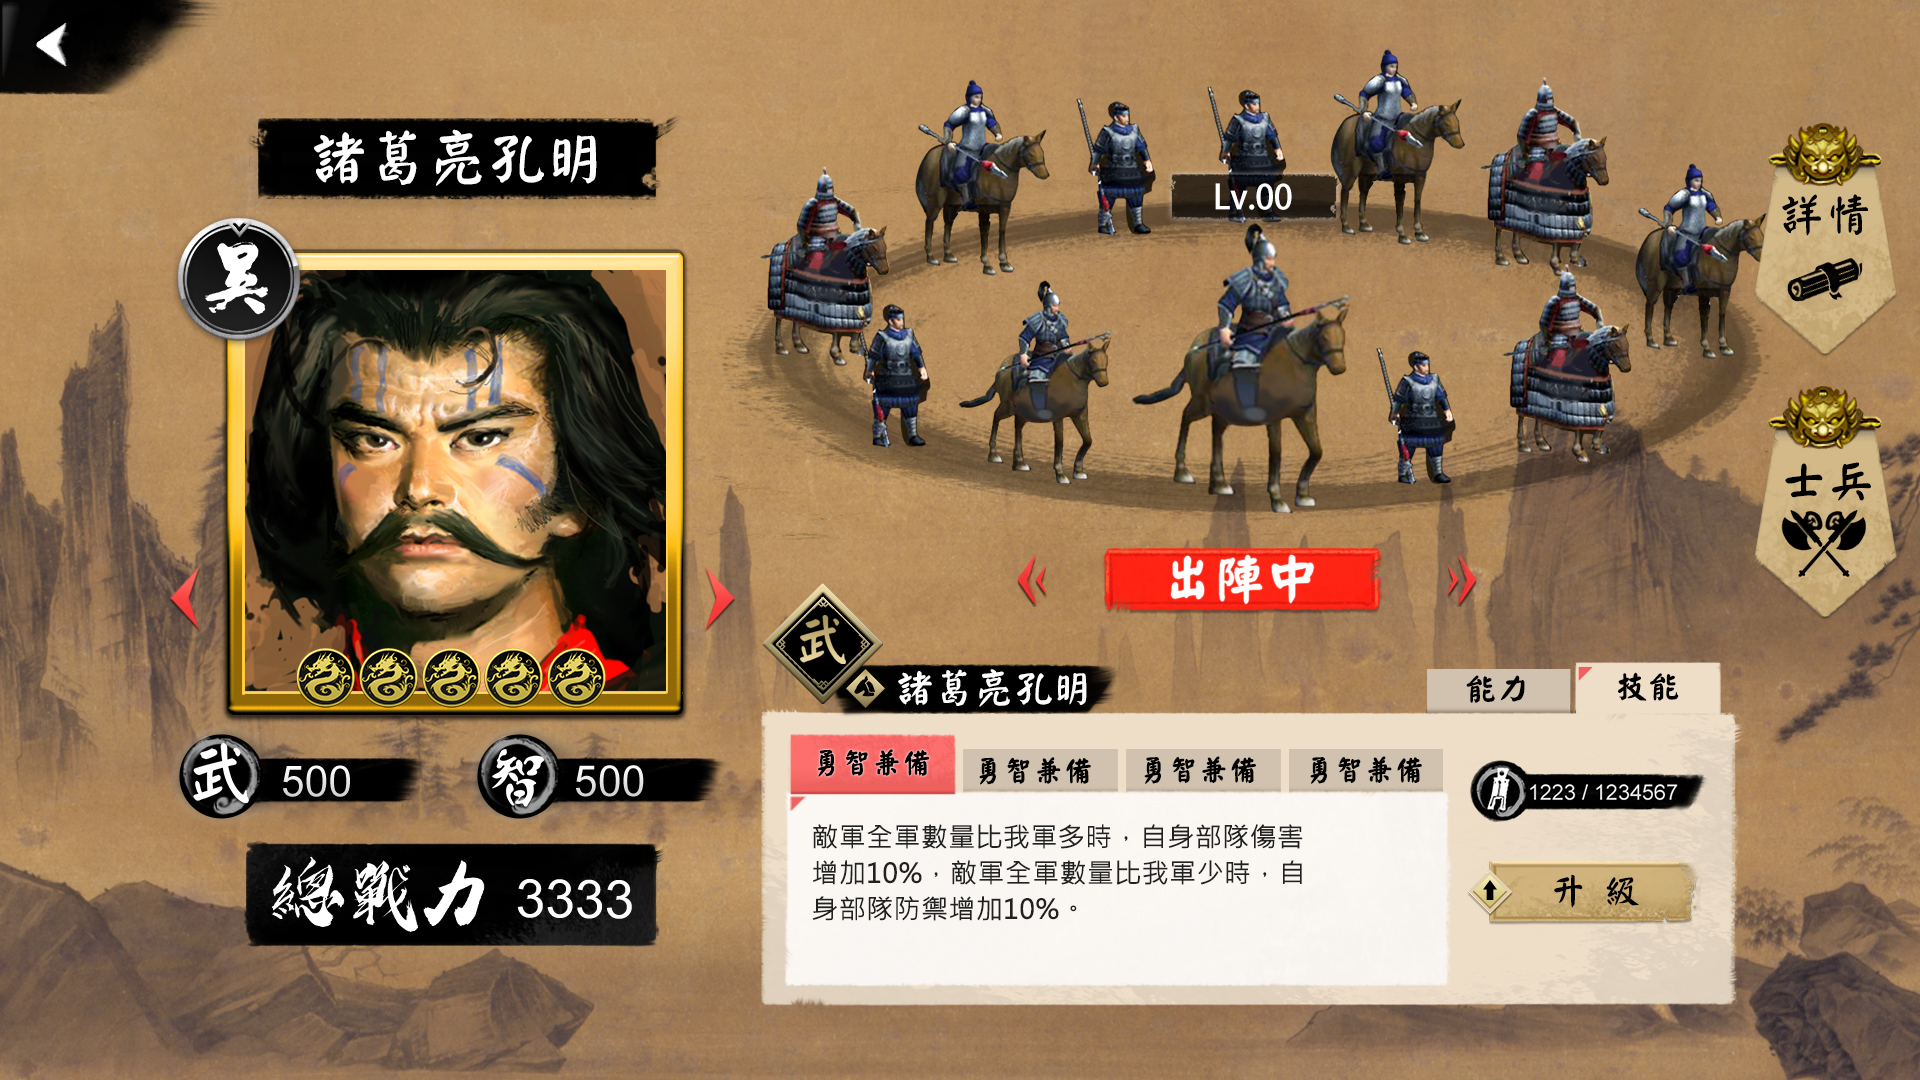 諸葛亮孔明
吳
武 500
智 500
總戰力 3333
Lv.00
出陣中
詳情
士兵
武
諸葛亮孔明
能力
技能
勇智兼備
勇智兼備
勇智兼備
勇智兼備
敵軍全軍數量比我軍多時，自身部隊傷害
增加10%，敵軍全軍數量比我軍少時，自
身部隊防禦增加10%。
1223 / 1234567
升級